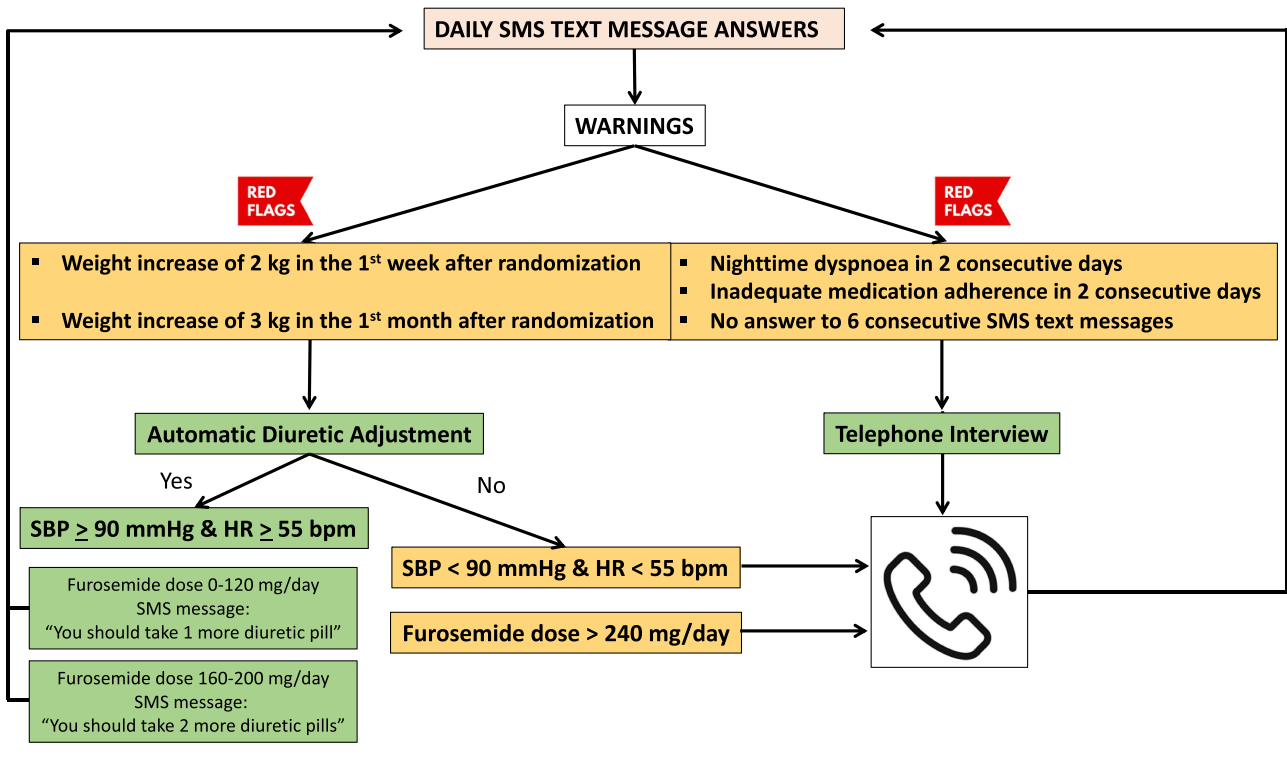 DAILY SMS TEXT MESSAGE ANSWERS
WARNINGS
RED
FLAGS
RED
FLAGS
▪ Weight increase of 2 kg in the 1st week after randomization
▪ Weight increase of 3 kg in the 1st month after randomization
▪ Nighttime dyspnoea in 2 consecutive days
▪ Inadequate medication adherence in 2 consecutive days
▪ No answer to 6 consecutive SMS text messages
Automatic Diuretic Adjustment
Telephone Interview
Yes
No
SBP ≥ 90 mmHg & HR ≥ 55 bpm
SBP < 90 mmHg & HR < 55 bpm
Furosemide dose 0-120 mg/day
SMS message:
“You should take 1 more diuretic pill”
Furosemide dose > 240 mg/day
Furosemide dose 160-200 mg/day
SMS message:
“You should take 2 more diuretic pills”